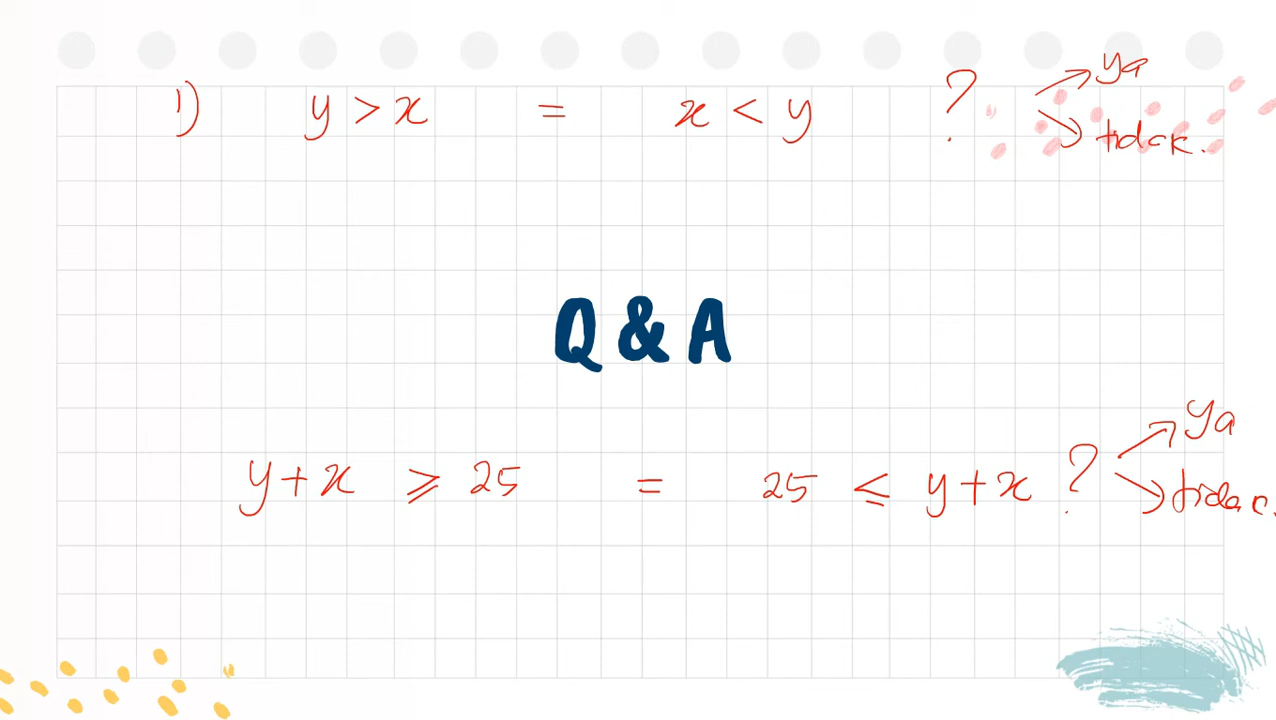 1) y > x = x < y ? ya
tidak.
Q & A
y + x ⩾ 25 = 25 ≤ y + x ? ya
tidak.